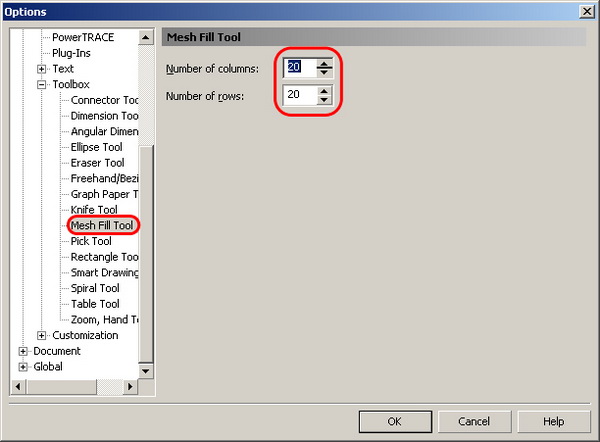 Options
PowerTRACE
Plug-Ins
Text
Toolbox
Connector Too
Dimension Too
Angular Dimen
Ellipse Tool
Eraser Tool
Freehand/Bezi
Graph Paper T
Knife Tool
Mesh Fill Tool
Pick Tool
Rectangle Too
Smart Drawing
Spiral Tool
Table Tool
Zoom, Hand T
Customization
Document
Global
Mesh Fill Tool
Number of columns: 20
Number of rows: 20
OK Cancel Help